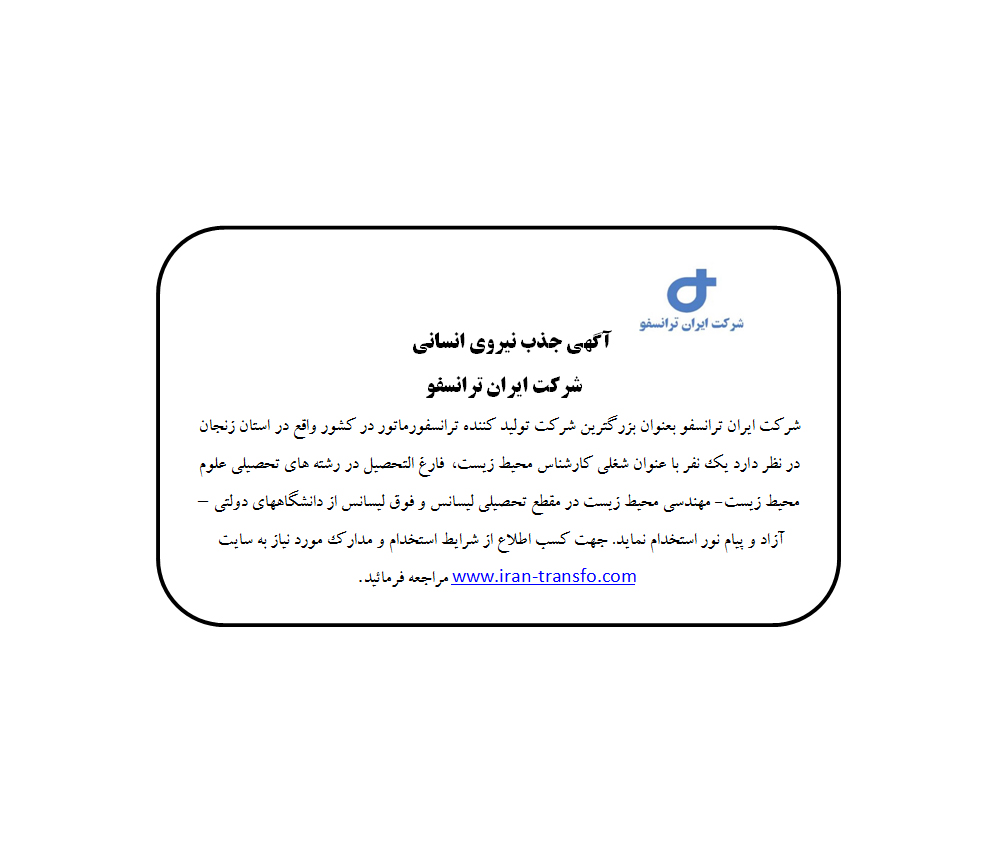 شرکت ایران ترانسفو
آگهی جذب نیروی انسانی
شرکت ایران ترانسفو
شرکت ایران ترانسفو بعنوان بزرگترین شرکت تولید کننده ترانسفورماتور در کشور واقع در استان زنجان
در نظر دارد یک نفر با عنوان شغلی کارشناس محیط زیست، فارغ التحصیل در رشته های تحصیلی علوم
محیط زیست- مهندسی محیط زیست در مقطع تحصیلی لیسانس و فوق لیسانس از دانشگاههای دولتی –
آزاد و پیام نور استخدام نماید. جهت کسب اطلاع از شرایط استخدام و مدارک مورد نیاز به سایت
www.iran-transfo.com مراجعه فرمائید.